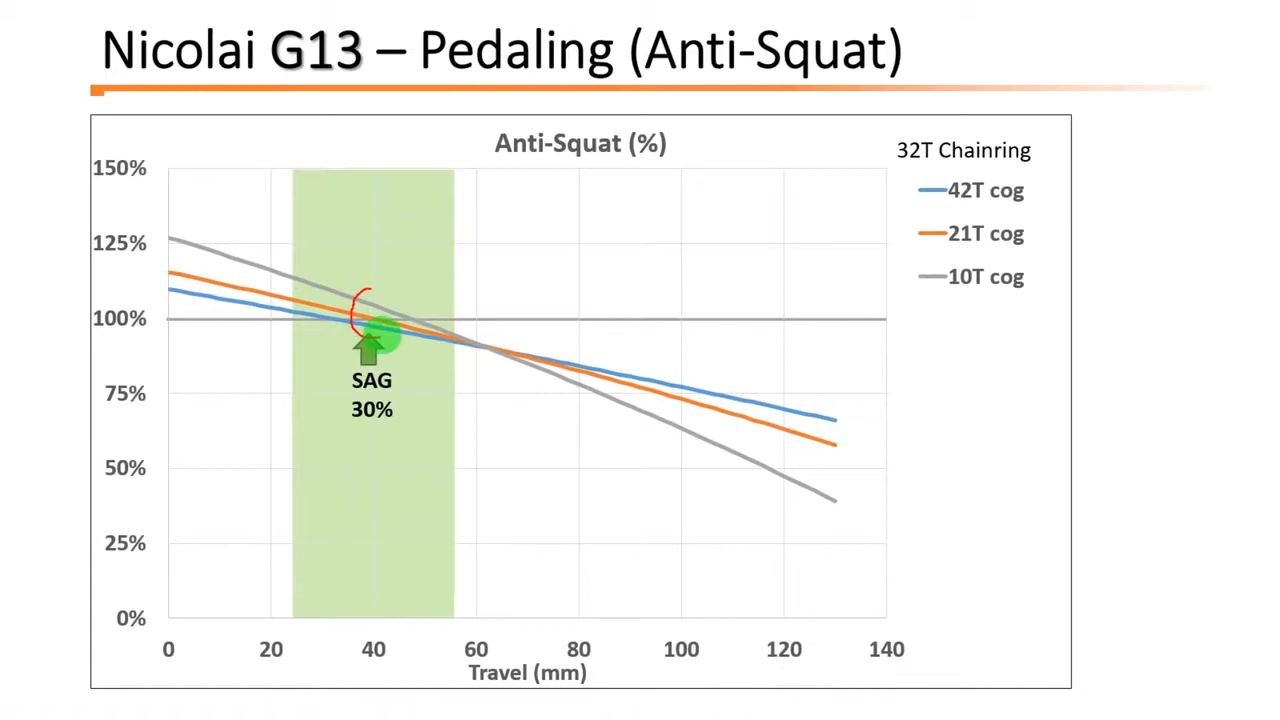 Nicolai G13 – Pedaling (Anti-Squat)
Anti-Squat (%)
32T Chainring
42T cog
21T cog
10T cog
150%
125%
100%
75%
50%
25%
0%
SAG
30%
0 20 40 60 80 100 120 140
Travel (mm)